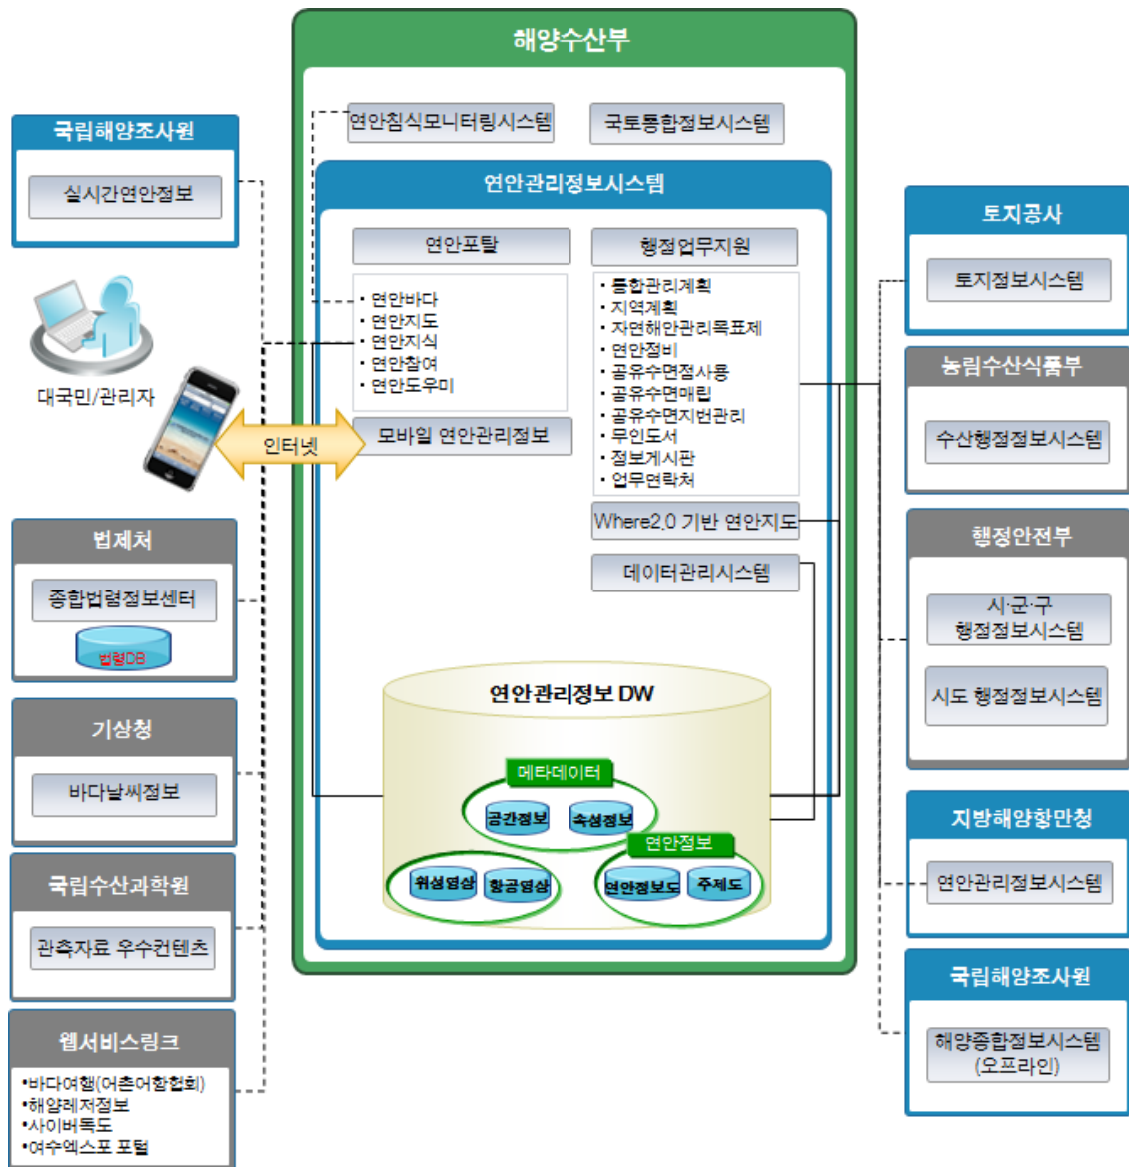 해양수산부
연안침식모니터링시스템
국토통합정보시스템
국립해양조사원
실시간연안정보
대국민/관리자
인터넷
법제처
종합법령정보센터
법령DB
기상청
바다날씨정보
국립수산과학원
관측자료 우수컨텐츠
웹서비스링크
•바다여행(어촌어항협회)
•해양레저정보
•사이버독도
•여수엑스포 포털
연안관리정보시스템
연안포탈
· 연안바다
· 연안지도
· 연안지식
· 연안참여
· 연안도우미
모바일 연안관리정보
행정업무지원
· 통합관리계획
· 지역계획
· 자연해안관리목표제
· 연안정비
· 공유수면점사용
· 공유수면매립
· 공유수면지번관리
· 무인도서
· 정보게시판
· 업무연락처
Where2.0 기반 연안지도
데이터관리시스템
연안관리정보 DW
메타데이터
공간정보
속성정보
연안정보
위성영상
항공영상
연안정보도
주제도
토지공사
토지정보시스템
농림수산식품부
수산행정정보시스템
행정안전부
시·군·구
행정정보시스템
시도 행정정보시스템
지방해양항만청
연안관리정보시스템
국립해양조사원
해양종합정보시스템
(오프라인)